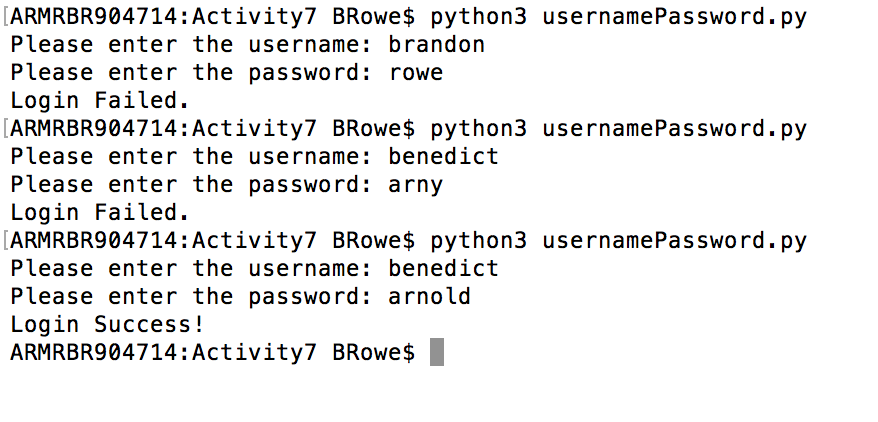 [ARMRBR904714:Activity7 BRowe$ python3 usernamePassword.py
Please enter the username: brandon
Please enter the password: rowe
Login Failed.
[ARMRBR904714:Activity7 BRowe$ python3 usernamePassword.py
Please enter the username: benedict
Please enter the password: arny
Login Failed.
[ARMRBR904714:Activity7 BRowe$ python3 usernamePassword.py
Please enter the username: benedict
Please enter the password: arnold
Login Success!
ARMRBR904714:Activity7 BRowe$